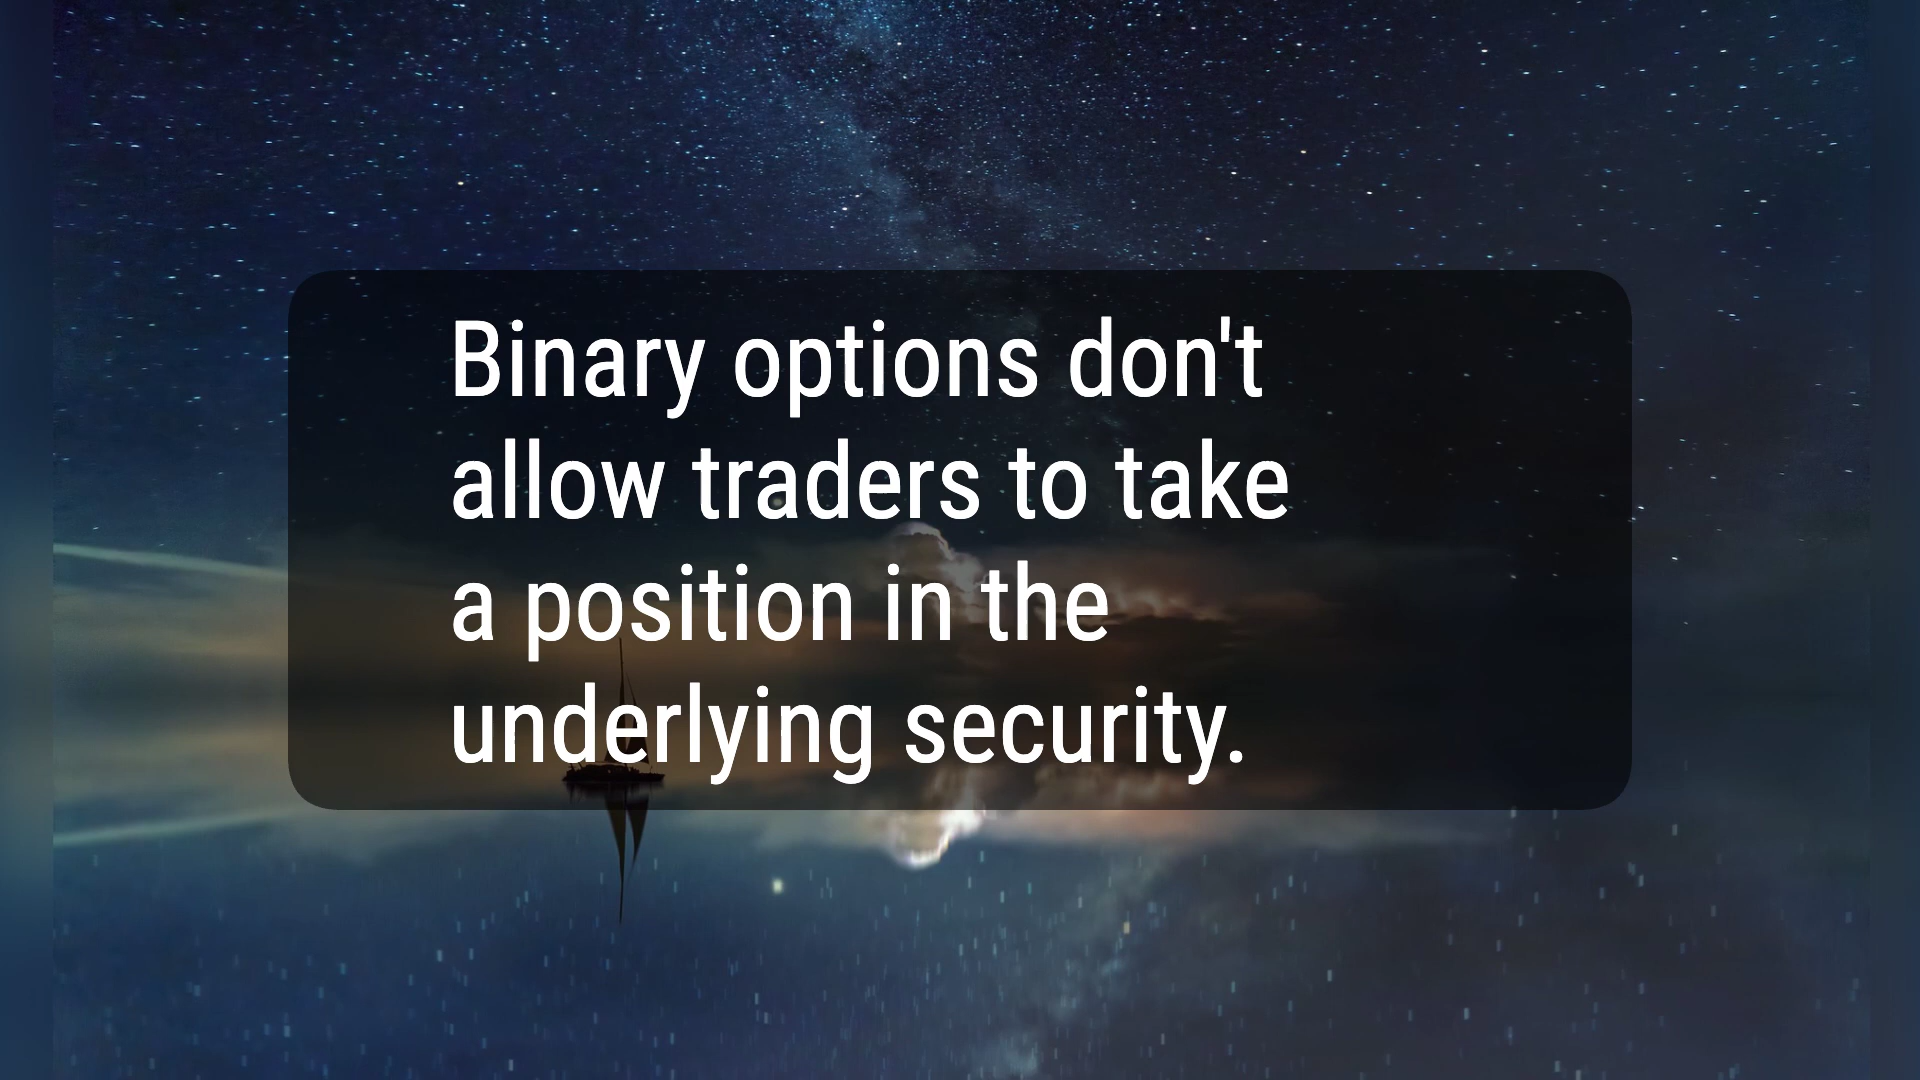 Binary options don't
allow traders to take
a position in the
underlying security.